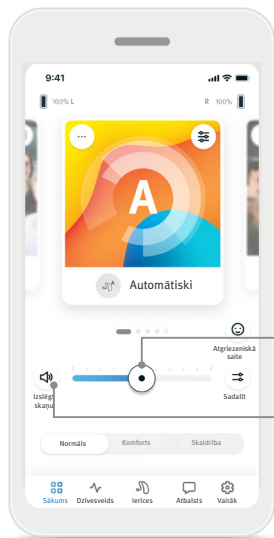 9:41
100% L
R 100%
A
Automātiski
Atgriezeniskā
saite
Izslēgt
skaņu
Sadalīt
Normāls Komforts Skaidrība
Sākums Dzīvesveids Ierīces Atbalsts Vairāk